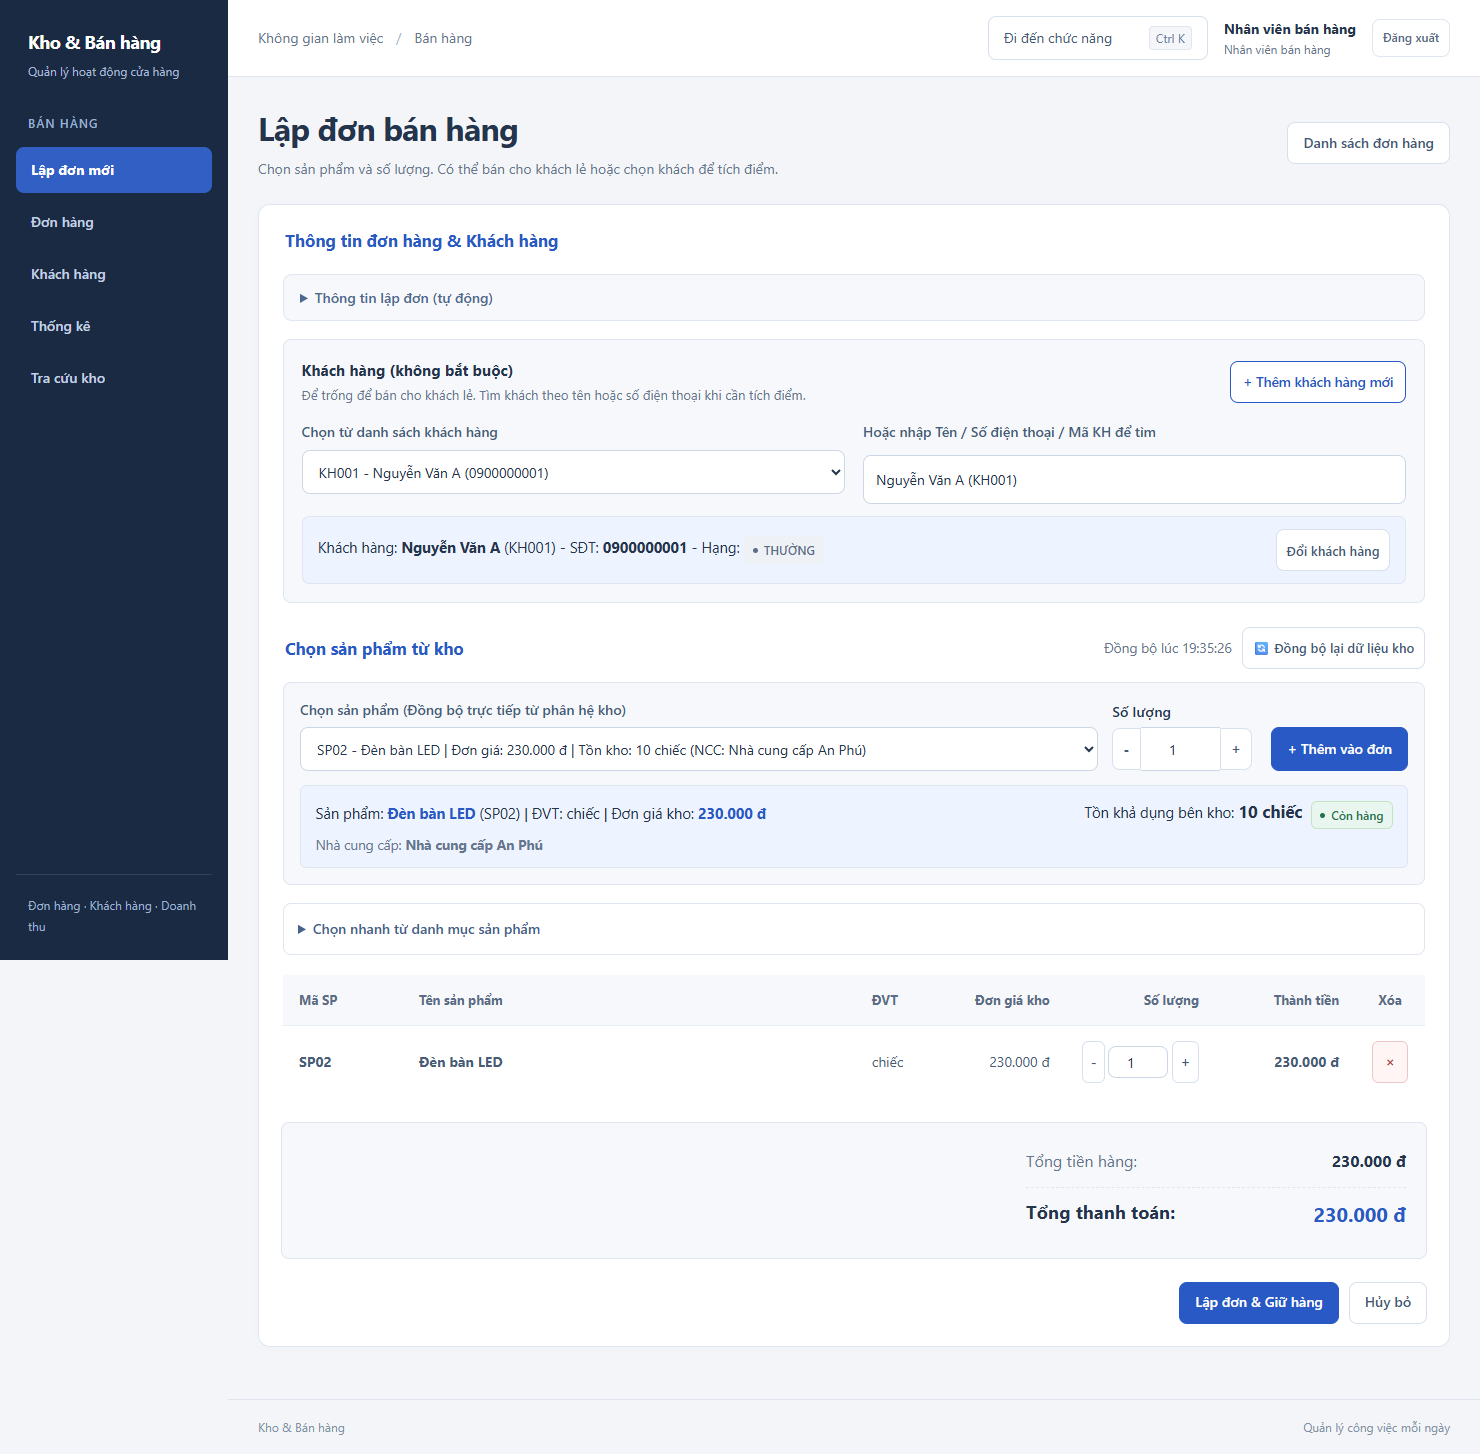 Kho & Bán hàng
Quản lý hoạt động cửa hàng
BÁN HÀNG
Lập đơn mới
Đơn hàng
Khách hàng
Thống kê
Tra cứu kho
Đơn hàng · Khách hàng · Doanh
thu
Không gian làm việc / Bán hàng
Đi đến chức năng Ctrl K
Nhân viên bán hàng
Nhân viên bán hàng
Đăng xuất
Lập đơn bán hàng
Chọn sản phẩm và số lượng. Có thể bán cho khách lẻ hoặc chọn khách để tích điểm.
Danh sách đơn hàng
Thông tin đơn hàng & Khách hàng
▶ Thông tin lập đơn (tự động)
Khách hàng (không bắt buộc)
Để trống để bán cho khách lẻ. Tìm khách theo tên hoặc số điện thoại khi cần tích điểm.
+ Thêm khách hàng mới
Chọn từ danh sách khách hàng
KH001 - Nguyễn Văn A (0900000001)
Hoặc nhập Tên / Số điện thoại / Mã KH để tìm
Nguyễn Văn A (KH001)
Khách hàng: Nguyễn Văn A (KH001) - SĐT: 0900000001 - Hạng: • THƯỜNG
Đổi khách hàng
Chọn sản phẩm từ kho
Đồng bộ lúc 19:35:26
🔄 Đồng bộ lại dữ liệu kho
Chọn sản phẩm (Đồng bộ trực tiếp từ phân hệ kho)
SP02 - Đèn bàn LED | Đơn giá: 230.000 đ | Tồn kho: 10 chiếc (NCC: Nhà cung cấp An Phú)
Số lượng
- 1 +
+ Thêm vào đơn
Sản phẩm: Đèn bàn LED (SP02) | ĐVT: chiếc | Đơn giá kho: 230.000 đ
Nhà cung cấp: Nhà cung cấp An Phú
Tồn khả dụng bên kho: 10 chiếc • Còn hàng
▶ Chọn nhanh từ danh mục sản phẩm
Mã SP Tên sản phẩm ĐVT Đơn giá kho Số lượng Thành tiền Xóa
SP02 Đèn bàn LED chiếc 230.000 đ - 1 + 230.000 đ ×
Tổng tiền hàng: 230.000 đ
Tổng thanh toán: 230.000 đ
Lập đơn & Giữ hàng
Hủy bỏ
Kho & Bán hàng
Quản lý công việc mỗi ngày